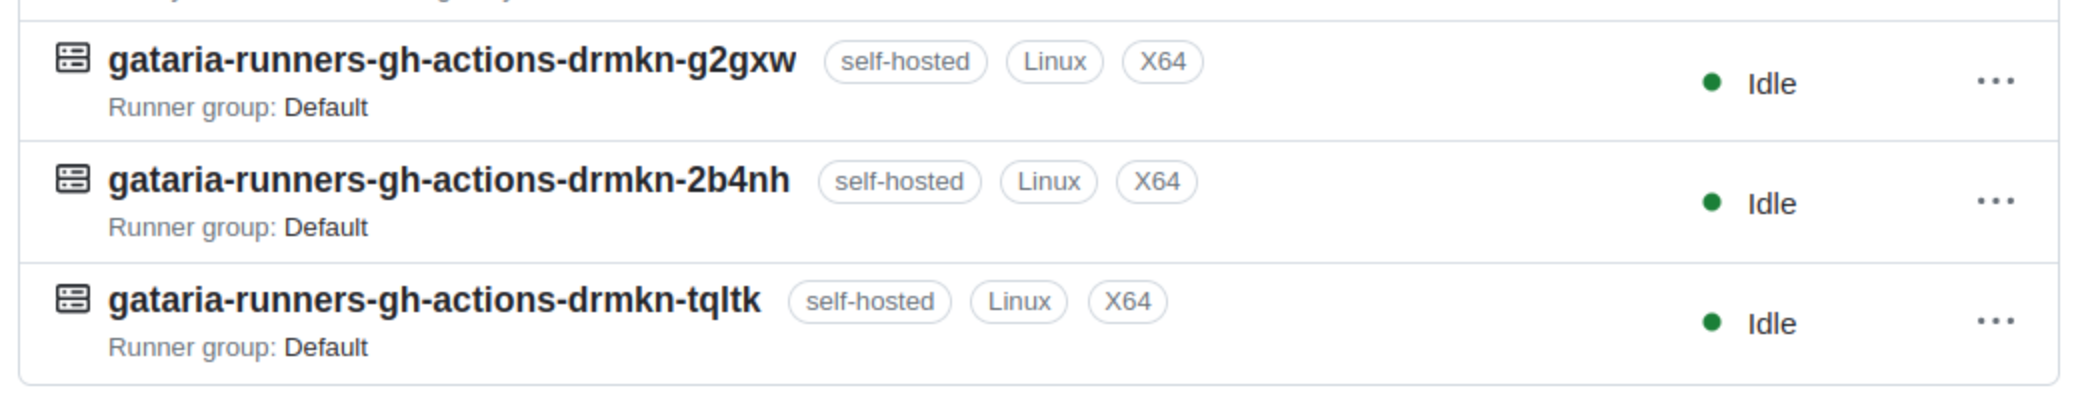 gataria-runners-gh-actions-drmkn-g2gxw self-hosted Linux X64
Idle
Runner group: Default
gataria-runners-gh-actions-drmkn-2b4nh self-hosted Linux X64
Idle
Runner group: Default
gataria-runners-gh-actions-drmkn-tqltk self-hosted Linux X64
Idle
Runner group: Default